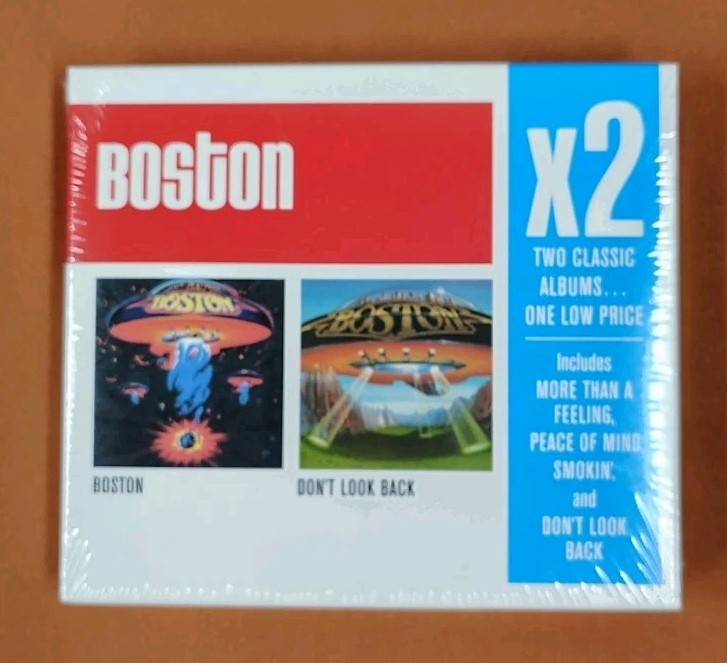 Boston
x2
TWO CLASSIC
ALBUMS...
ONE LOW PRICE
Includes
MORE THAN A
FEELING,
PEACE OF MIND
SMOKIN',
and
DON'T LOOK
BACK
BOSTON
BOSTON
BOSTON
DON'T LOOK BACK